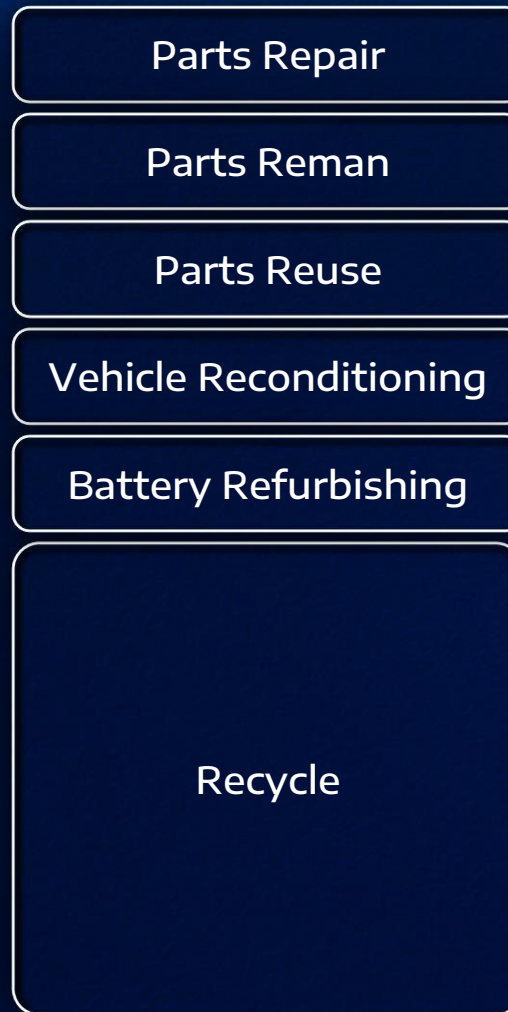 Parts Repair
Parts Reman
Parts Reuse
Vehicle Reconditioning
Battery Refurbishing
Recycle